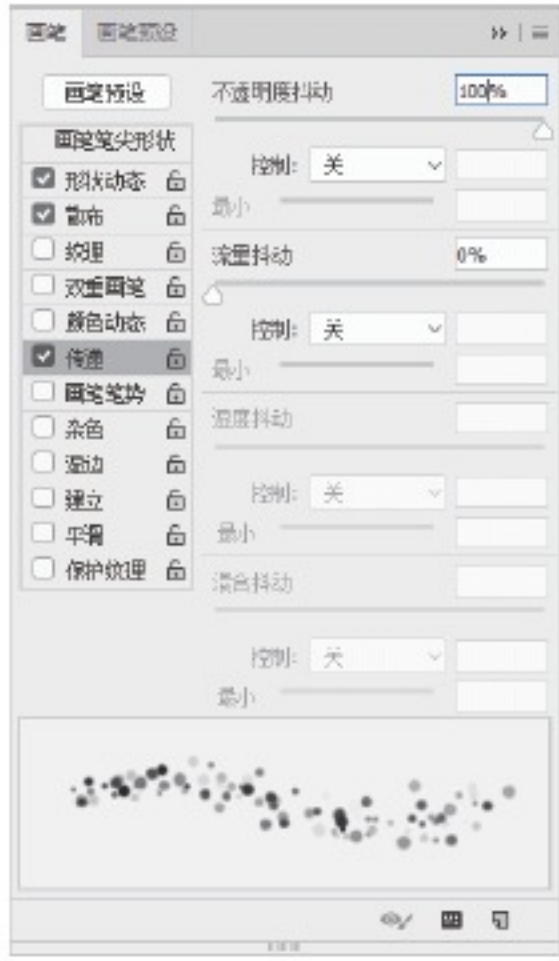 画笔 画笔预设
画笔预设 不透明度抖动 100%
画笔笔尖形状
控制: 关
形状动态
最小
散布
纹理 流量抖动 0%
双重画笔
颜色动态 控制: 关
传递
最小
画笔笔势
杂色 湿度抖动
湿边
建立 控制: 关
平滑 最小
保护纹理 混合抖动
控制: 关
最小